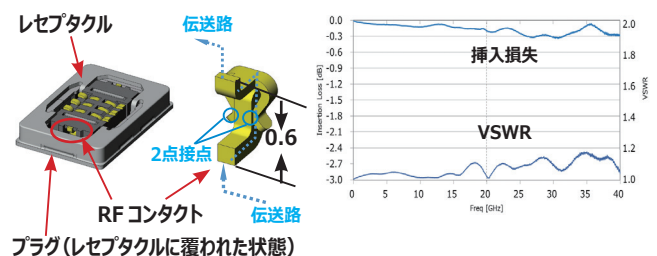 レセプタクル
伝送路
2点接点
0.6
RFコンタクト
伝送路
プラグ(レセプタクルに覆われた状態)
挿入損失
VSWR
Insertion Loss [dB]
0.0
-0.3
-0.6
-0.9
-1.2
-1.5
-1.8
-2.1
-2.4
-2.7
-3.0
0 5 10 15 20 25 30 35 40
Freq [GHz]
2.0
1.8
1.6
1.4
1.2
1.0
VSWR